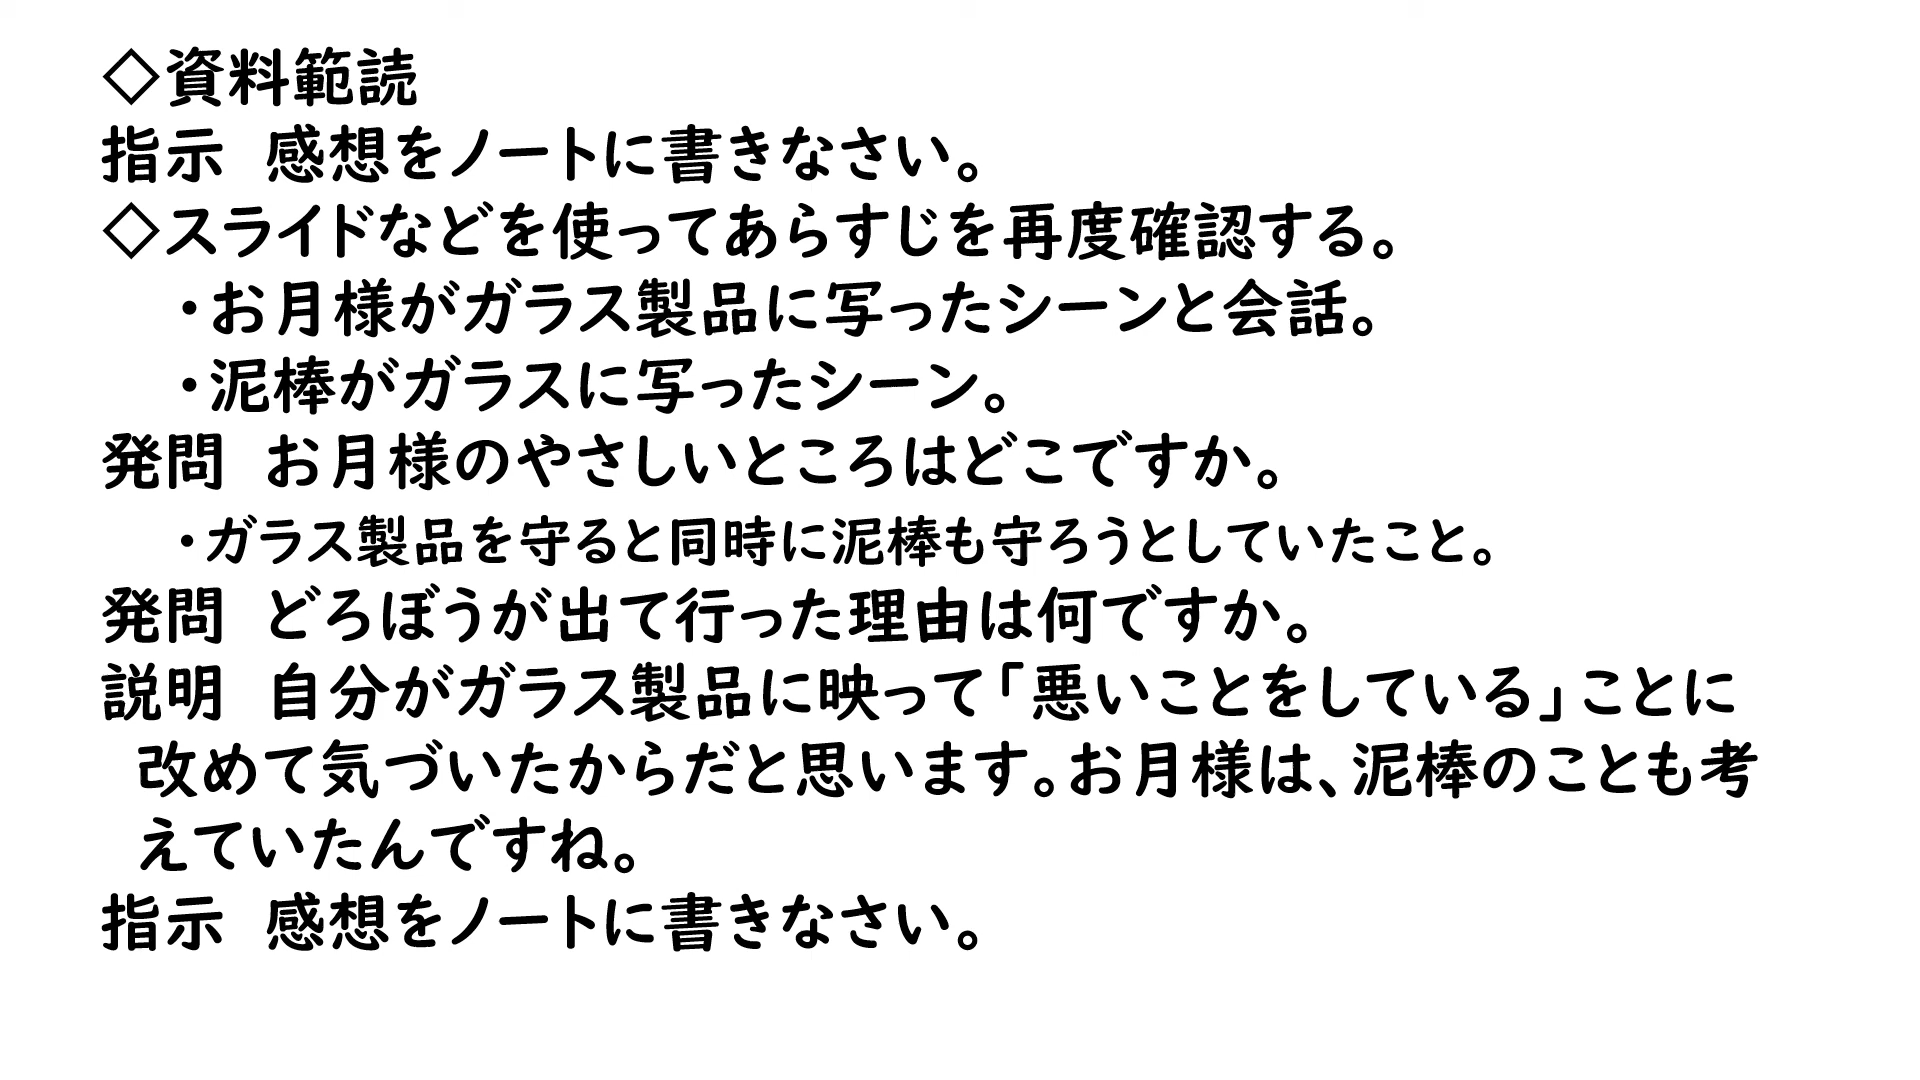 ◇資料範読
指示　感想をノートに書きなさい。
◇スライドなどを使ってあらすじを再度確認する。
・お月様がガラス製品に写ったシーンと会話。
・泥棒がガラスに写ったシーン。
発問　お月様のやさしいところはどこですか。
・ガラス製品を守ると同時に泥棒も守ろうとしていたこと。
発問　どろぼうが出て行った理由は何ですか。
説明　自分がガラス製品に映って「悪いことをしている」ことに
改めて気づいたからだと思います。お月様は、泥棒のことも考
えていたんですね。
指示　感想をノートに書きなさい。